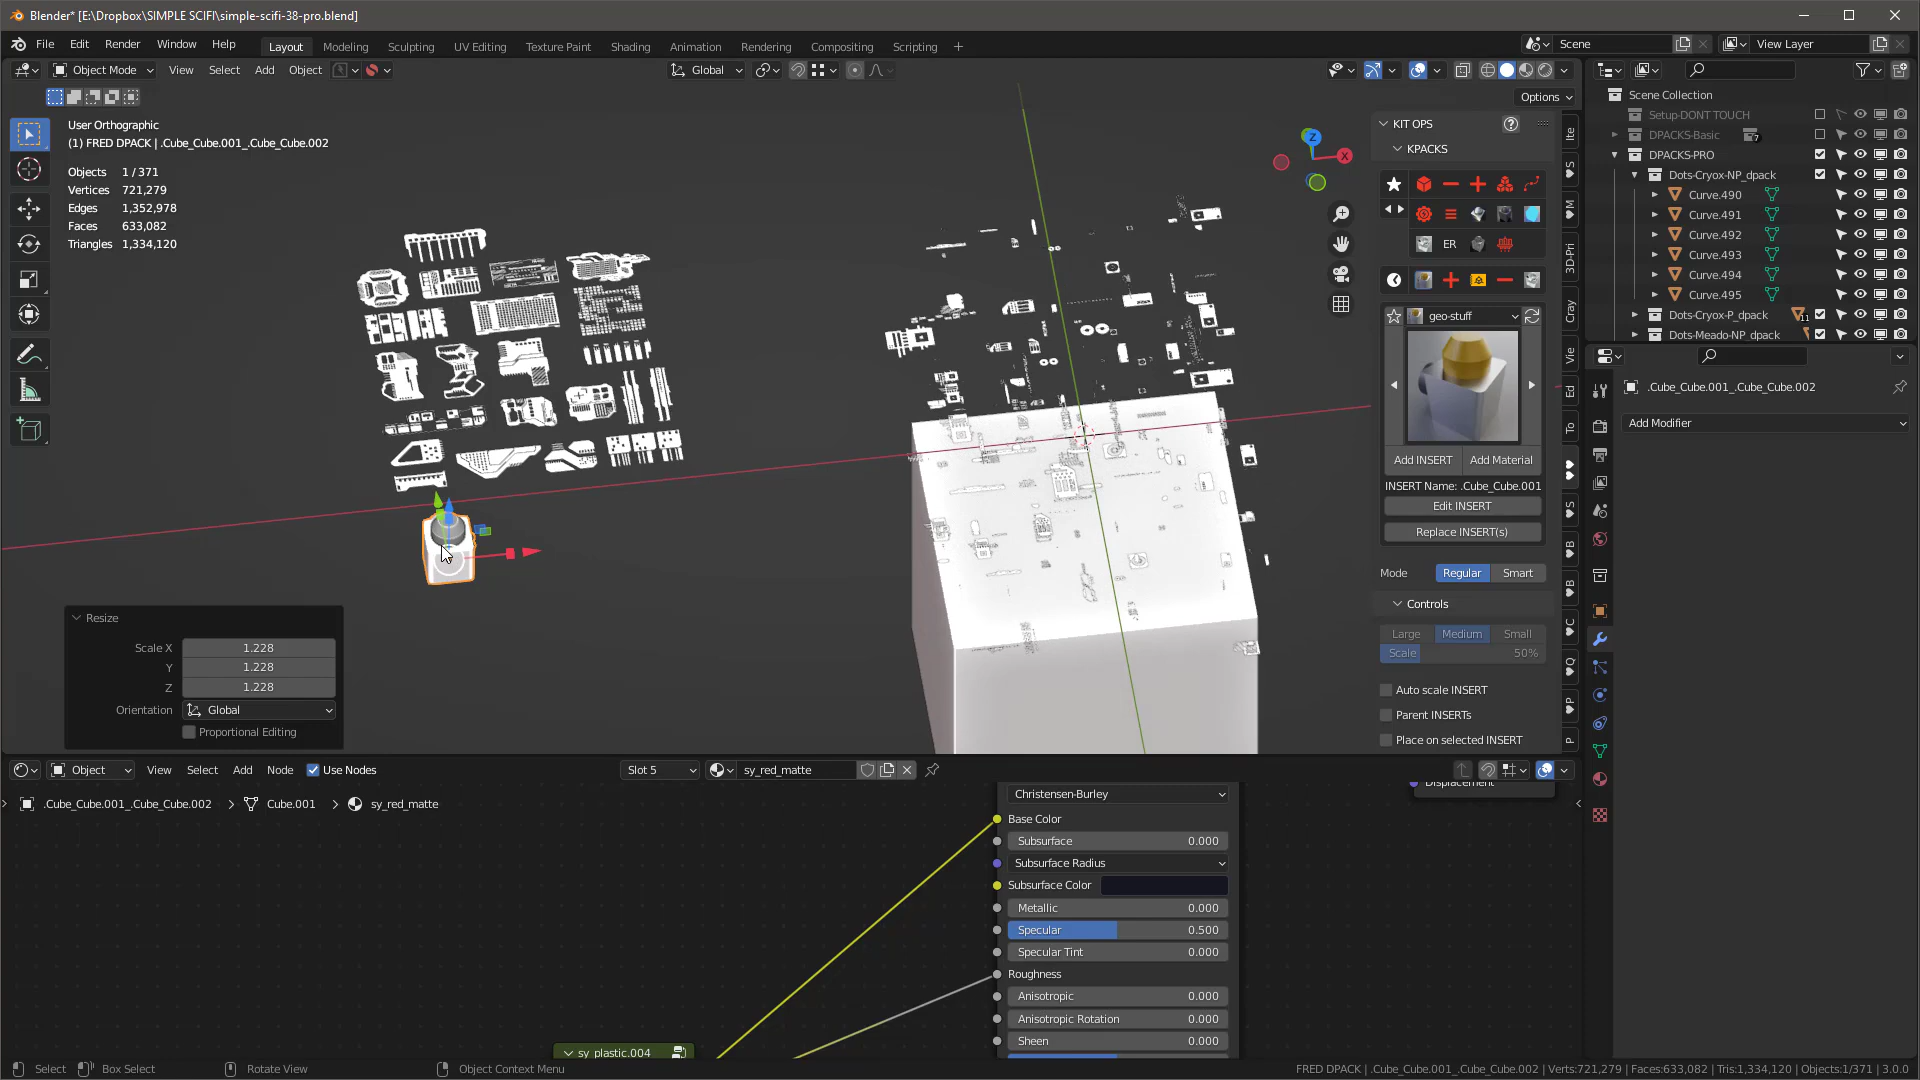 Blender* [E:\Dropbox\SIMPLE SCIFI\simple-scifi-38-pro.blend]
File Edit Render Window Help
Layout Modeling Sculpting UV Editing Texture Paint Shading Animation Rendering Compositing Scripting +
Scene
View Layer
Object Mode View Select Add Object
Global
Options
User Orthographic
(1) FRED DPACK | .Cube_Cube.001_.Cube_Cube.002
Objects 1 / 371
Vertices 721,279
Edges 1,352,978
Faces 633,082
Triangles 1,334,120
Z
X
KIT OPS
KPACKS
ER
geo-stuff
Add INSERT Add Material
INSERT Name: .Cube_Cube.001
Edit INSERT
Replace INSERT(s)
Mode Regular Smart
Controls
Large Medium Small
Scale 50%
Auto scale INSERT
Parent INSERTs
Place on selected INSERT
Ite
S
M
3D-Pri
Cray
Vie
Ed
To
S
B
B
C
Q
P
P
Scene Collection
Setup-DONT TOUCH
DPACKS-Basic 7
DPACKS-PRO
Dots-Cryox-NP_dpack
Curve.490
Curve.491
Curve.492
Curve.493
Curve.494
Curve.495
Dots-Cryox-P_dpack 11
Dots-Meado-NP_dpack
.Cube_Cube.001_.Cube_Cube.002
Add Modifier
Resize
Scale X 1.228
Y 1.228
Z 1.228
Orientation Global
Proportional Editing
Object View Select Add Node Use Nodes
Slot 5
sy_red_matte
.Cube_Cube.001_.Cube_Cube.002 > Cube.001 > sy_red_matte
Displacement
Christensen-Burley
Base Color
Subsurface 0.000
Subsurface Radius
Subsurface Color
Metallic 0.000
Specular 0.500
Specular Tint 0.000
Roughness
Anisotropic 0.000
Anisotropic Rotation 0.000
Sheen 0.000
sy_plastic.004
Select Box Select Rotate View Object Context Menu
FRED DPACK | .Cube_Cube.001_.Cube_Cube.002 | Verts:721,279 | Faces:633,082 | Tris:1,334,120 | Objects:1/371 | 3.0.0